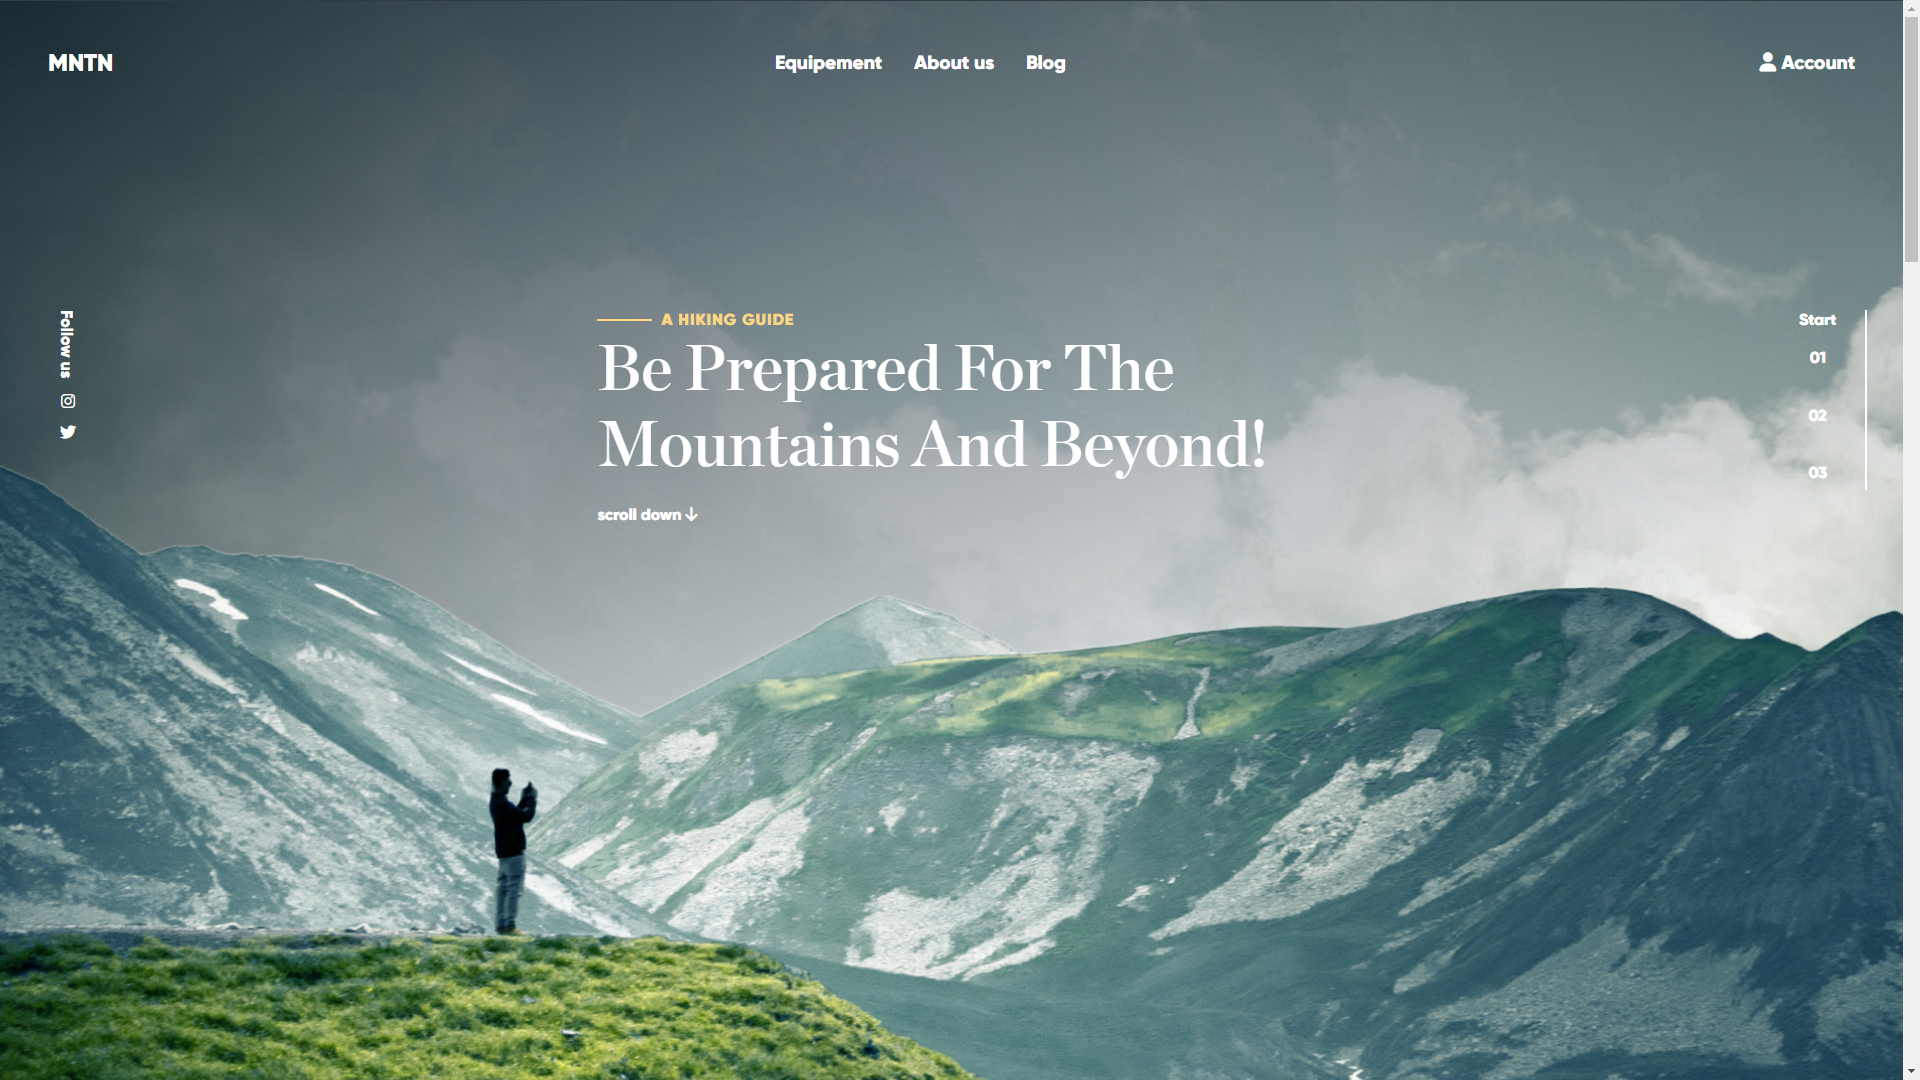 MNTN
Equipement
About us
Blog
Account
Follow us
A HIKING GUIDE
Be Prepared For The
Mountains And Beyond!
scroll down
Start
01
02
03